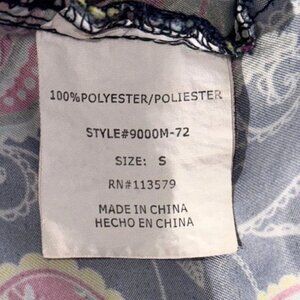 100%POLYESTER/POLIESTER
STYLE#9000M-72
SIZE: S
RN#113579
MADE IN CHINA
HECHO EN CHINA